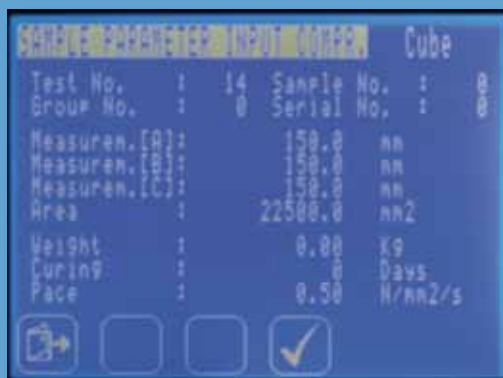 SAMPLE PARAMETER INPUT COMPR. Cube
Test No. : 14 Sample No. : 0
Group No. : 0 Serial No. : 0
Measurem.[A]: 150.0 mm
Measurem.[B]: 150.0 mm
Measurem.[C]: 150.0 mm
Area : 22500.0 mm2
Weight : 0.00 Kg
Curing : 0 Days
Pace : 0.50 N/mm2/s